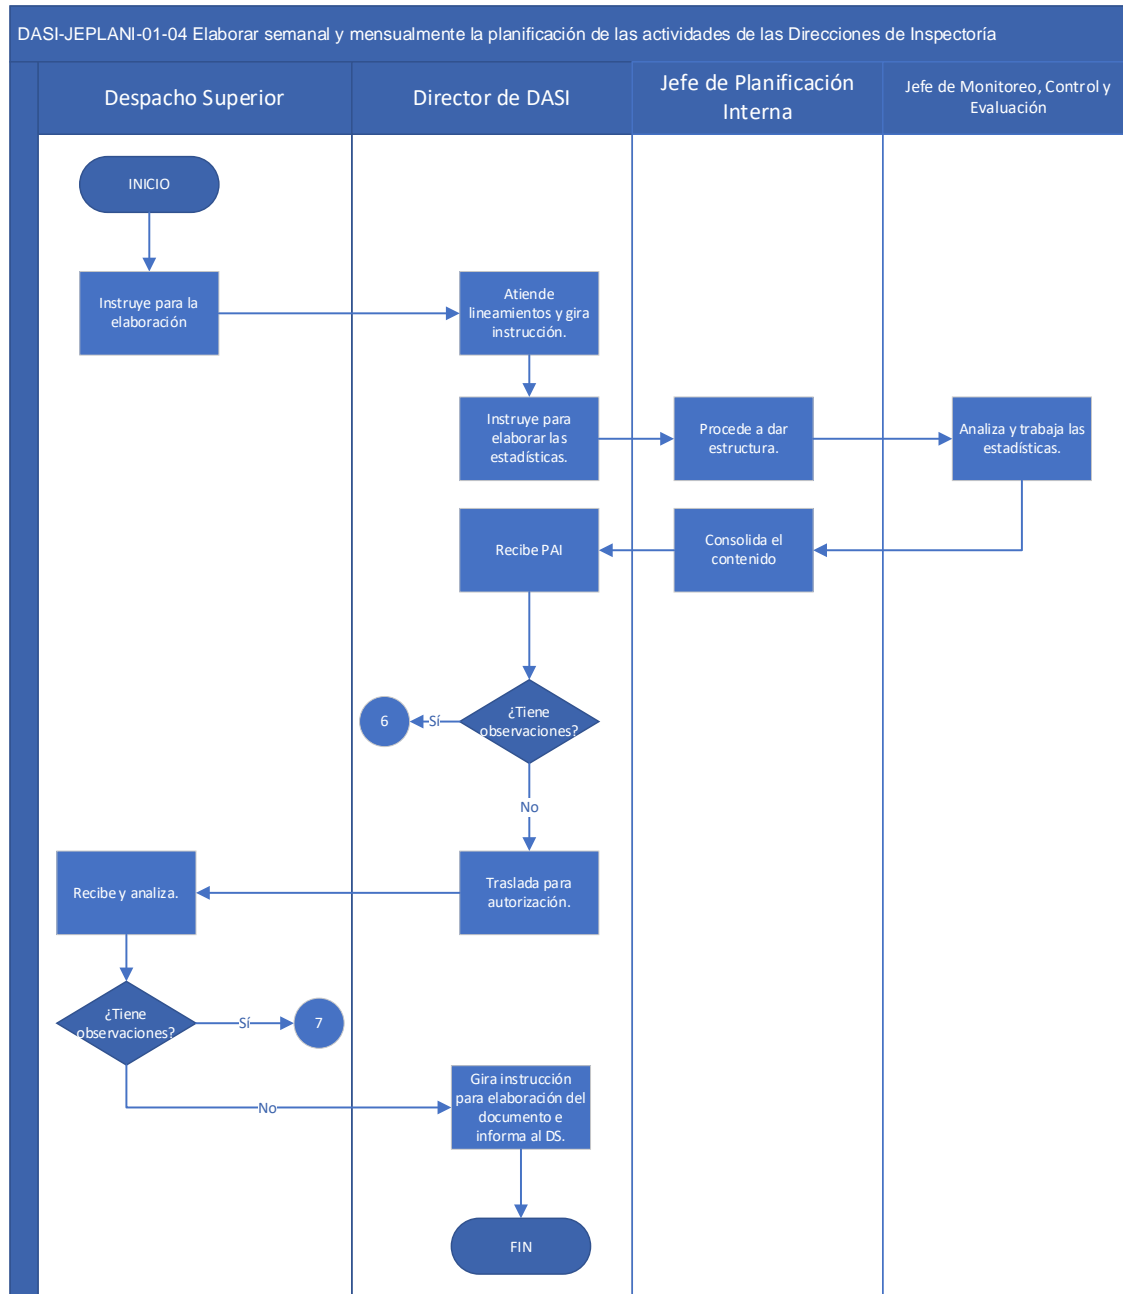 DASI-JEPLANI-01-04 Elaborar semanal y mensualmente la planificación de las actividades de las Direcciones de Inspectoría
Despacho Superior
Director de DASI
Jefe de Planificación
Interna
Jefe de Monitoreo, Control y
Evaluación
INICIO
Instruye para la
elaboración
Atiende
lineamientos y gira
instrucción.
Instruye para
elaborar las
estadísticas.
Procede a dar
estructura.
Analiza y trabaja las
estadísticas.
Recibe PAI
Consolida el
contenido
¿Tiene
observaciones?
Sí
6
No
Traslada para
autorización.
Recibe y analiza.
¿Tiene
observaciones?
Sí
7
No
Gira instrucción
para elaboración del
documento e
informa al DS.
FIN